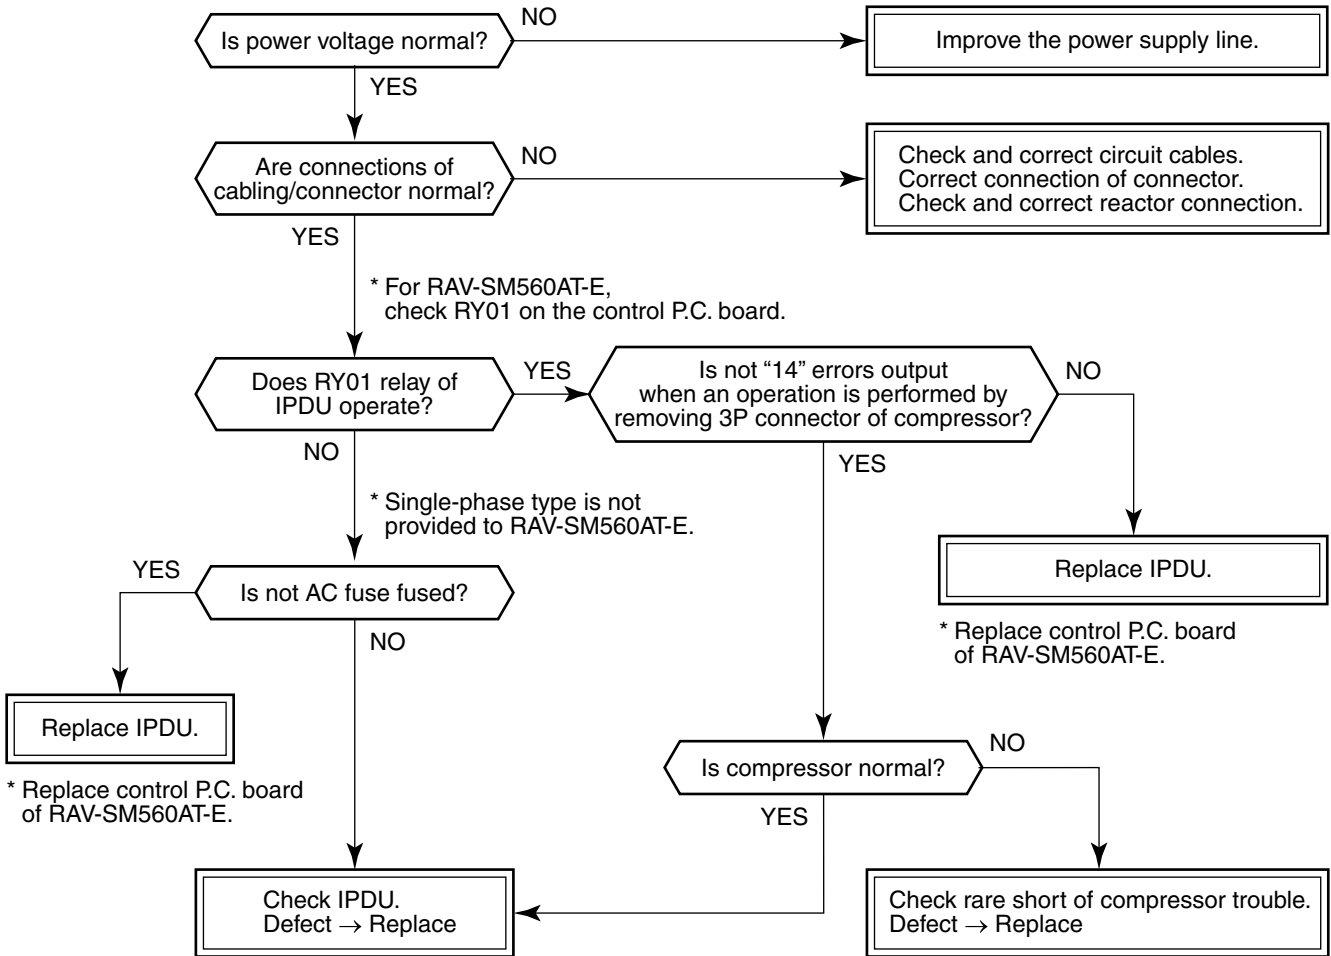 Is power voltage normal?
NO
Improve the power supply line.
YES
Are connections of
cabling/connector normal?
NO
Check and correct circuit cables.
Correct connection of connector.
Check and correct reactor connection.
YES
* For RAV-SM560AT-E,
check RY01 on the control P.C. board.
Does RY01 relay of
IPDU operate?
YES
Is not “14” errors output
when an operation is performed by
removing 3P connector of compressor?
NO
NO
YES
* Single-phase type is not
provided to RAV-SM560AT-E.
Replace IPDU.
* Replace control P.C. board
of RAV-SM560AT-E.
YES
Is not AC fuse fused?
NO
Replace IPDU.
* Replace control P.C. board
of RAV-SM560AT-E.
Is compressor normal?
NO
YES
Check IPDU.
Defect → Replace
Check rare short of compressor trouble.
Defect → Replace